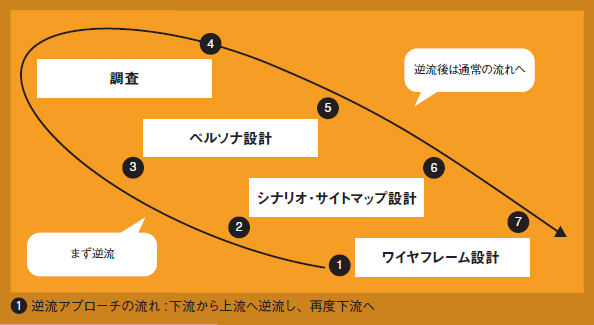 4
調査
逆流後は通常の流れへ
5
ペルソナ設計
3
6
シナリオ・サイトマップ設計
2
7
まず逆流
1
ワイヤフレーム設計
1 逆流アプローチの流れ:下流から上流へ逆流し、再度下流へ